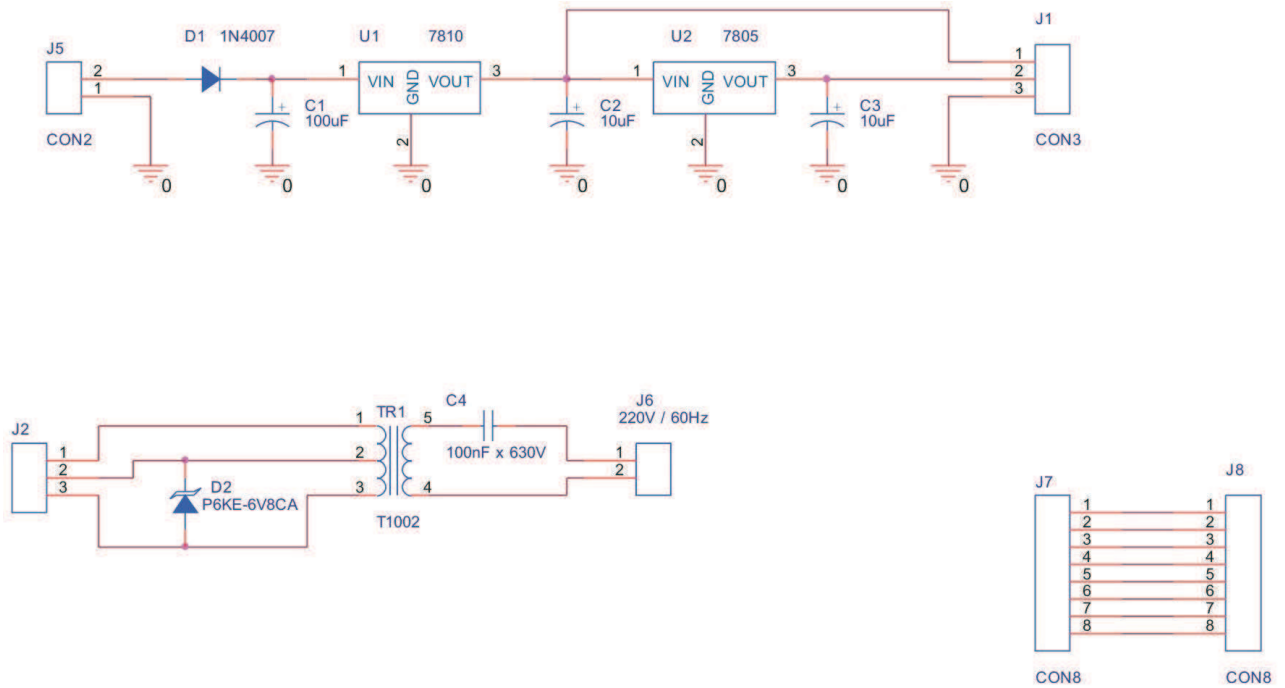 J5
2
1
CON2
D1 1N4007
C1
100uF
U1 7810
1 VIN GND VOUT 3
2
C2
10uF
U2 7805
1 VIN GND VOUT 3
2
C3
10uF
J1
1
2
3
CON3
0 0 0 0 0 0 0
J2
1
2
3
D2
P6KE-6V8CA
1 TR1 5
2
3 4
T1002
C4
100nF x 630V
J6
220V / 60Hz
1
2
J7 J8
1 1
2 2
3 3
4 4
5 5
6 6
7 7
8 8
CON8 CON8